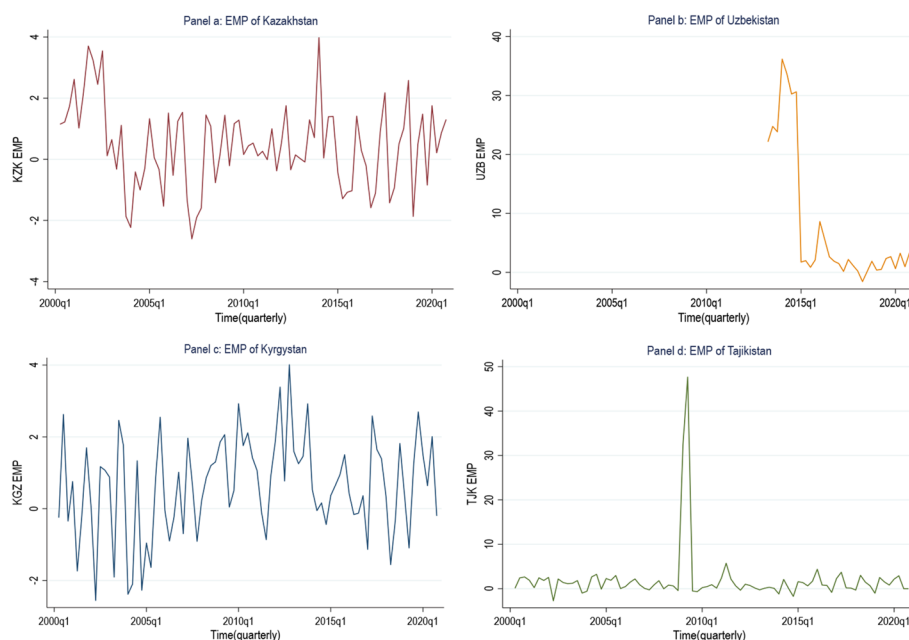 Panel a: EMP of Kazakhstan
KZK EMP
4
2
0
-2
-4
2000q1 2005q1 2010q1 2015q1 2020q1
Time(quarterly)
Panel b: EMP of Uzbekistan
UZB EMP
40
30
20
10
0
2000q1 2005q1 2010q1 2015q1 2020q1
Time(quarterly)
Panel c: EMP of Kyrgystan
KGZ EMP
4
2
0
-2
2000q1 2005q1 2010q1 2015q1 2020q1
Time(quarterly)
Panel d: EMP of Tajikistan
TJK EMP
50
40
30
20
10
0
2000q1 2005q1 2010q1 2015q1 2020q1
Time(quarterly)